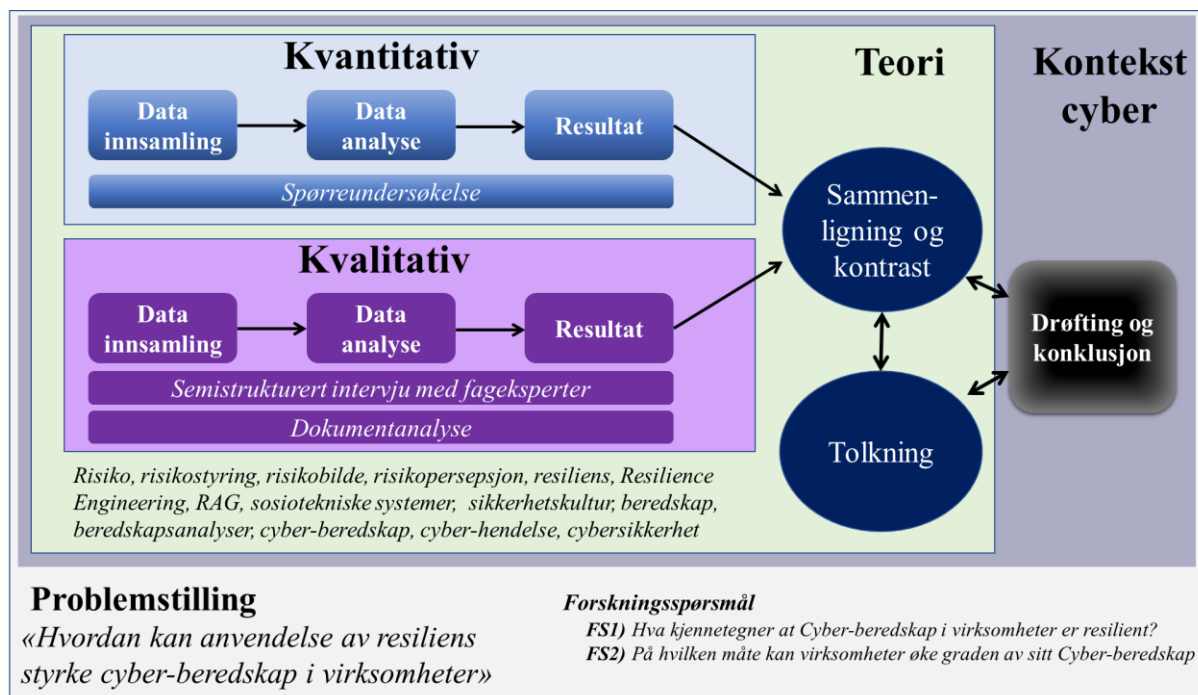 Kvantitativ
Data
innsamling
Data
analyse
Resultat
Spørreundersøkelse
Kvalitativ
Data
innsamling
Data
analyse
Resultat
Semistrukturert intervju med fageksperter
Dokumentanalyse
Risiko, risikostyring, risikobilde, risikopersepsjon, resiliens, Resilience
Engineering, RAG, sosiotekniske systemer, sikkerhetskultur, beredskap,
beredskapsanalyser, cyber-beredskap, cyber-hendelse, cybersikkerhet
Teori
Sammen-
ligning og
kontrast
Tolkning
Kontekst
cyber
Drøfting og
konklusjon
Problemstilling
«Hvordan kan anvendelse av resiliens
styrke cyber-beredskap i virksomheter»
Forskningsspørsmål
FS1) Hva kjennetegner at Cyber-beredskap i virksomheter er resilient?
FS2) På hvilken måte kan virksomheter øke graden av sitt Cyber-beredskap